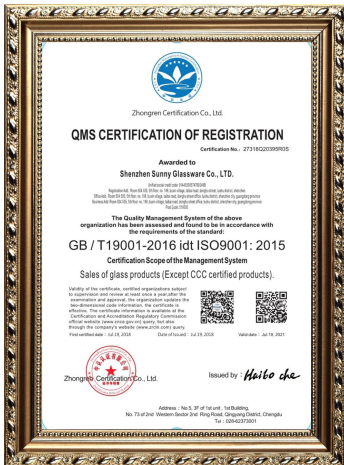 Zhongren Certification Co., Ltd.
QMS CERTIFICATION OF REGISTRATION
Certification No.: 27318Q20395R0S
Awarded to
Shenzhen Sunny Glassware Co., LTD.
The Quality Management System of the above
organization has been assessed and found to be in accordance with
the requirements of the standard:
GB / T19001-2016 idt ISO9001: 2015
Certification Scope of the Management System
Sales of glass products (Except CCC certified products).
Validity of the certificate, certified organizations subject
to supervision and review at least once a year,after the
examination and approval, the organization updates the
two-dimensional code information, the certificate is
effective. The certificate information is available at the
Certification and Accreditation Regulatory Commission
official website (www.cnca.gov.cn) query, but also
through the company's website (www.zrchi.com) query.
First certified date: Jul 19, 2018 Date of issued: Jul 19, 2018 Valid date: Jul 18, 2021
Zhongren Certification Co., Ltd.
Issued by: Haibo che
Address: No.5, 3F of 1st unit, 1st Building,
No. 73 of 2nd Western Sector 2nd Ring Road, Qingyang District, Chengdu
Tel: 028-62373801